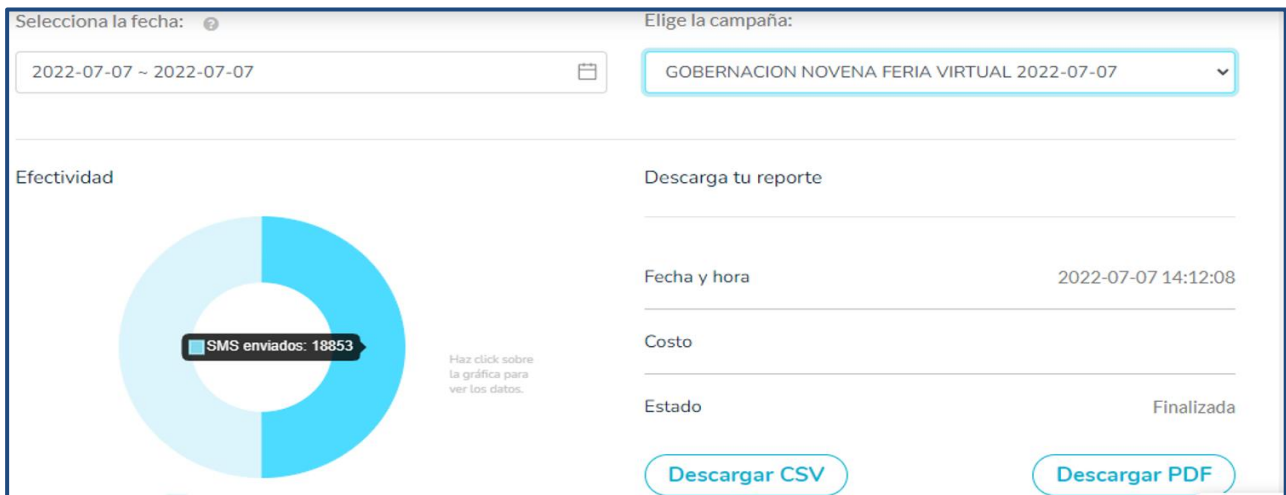 Selecciona la fecha:
Elige la campaña:
2022-07-07 ~ 2022-07-07
GOBERNACION NOVENA FERIA VIRTUAL 2022-07-07
Efectividad
Descarga tu reporte
SMS enviados: 18853
Haz click sobre
la gráfica para
ver los datos.
Fecha y hora
2022-07-07 14:12:08
Costo
Estado
Finalizada
Descargar CSV
Descargar PDF